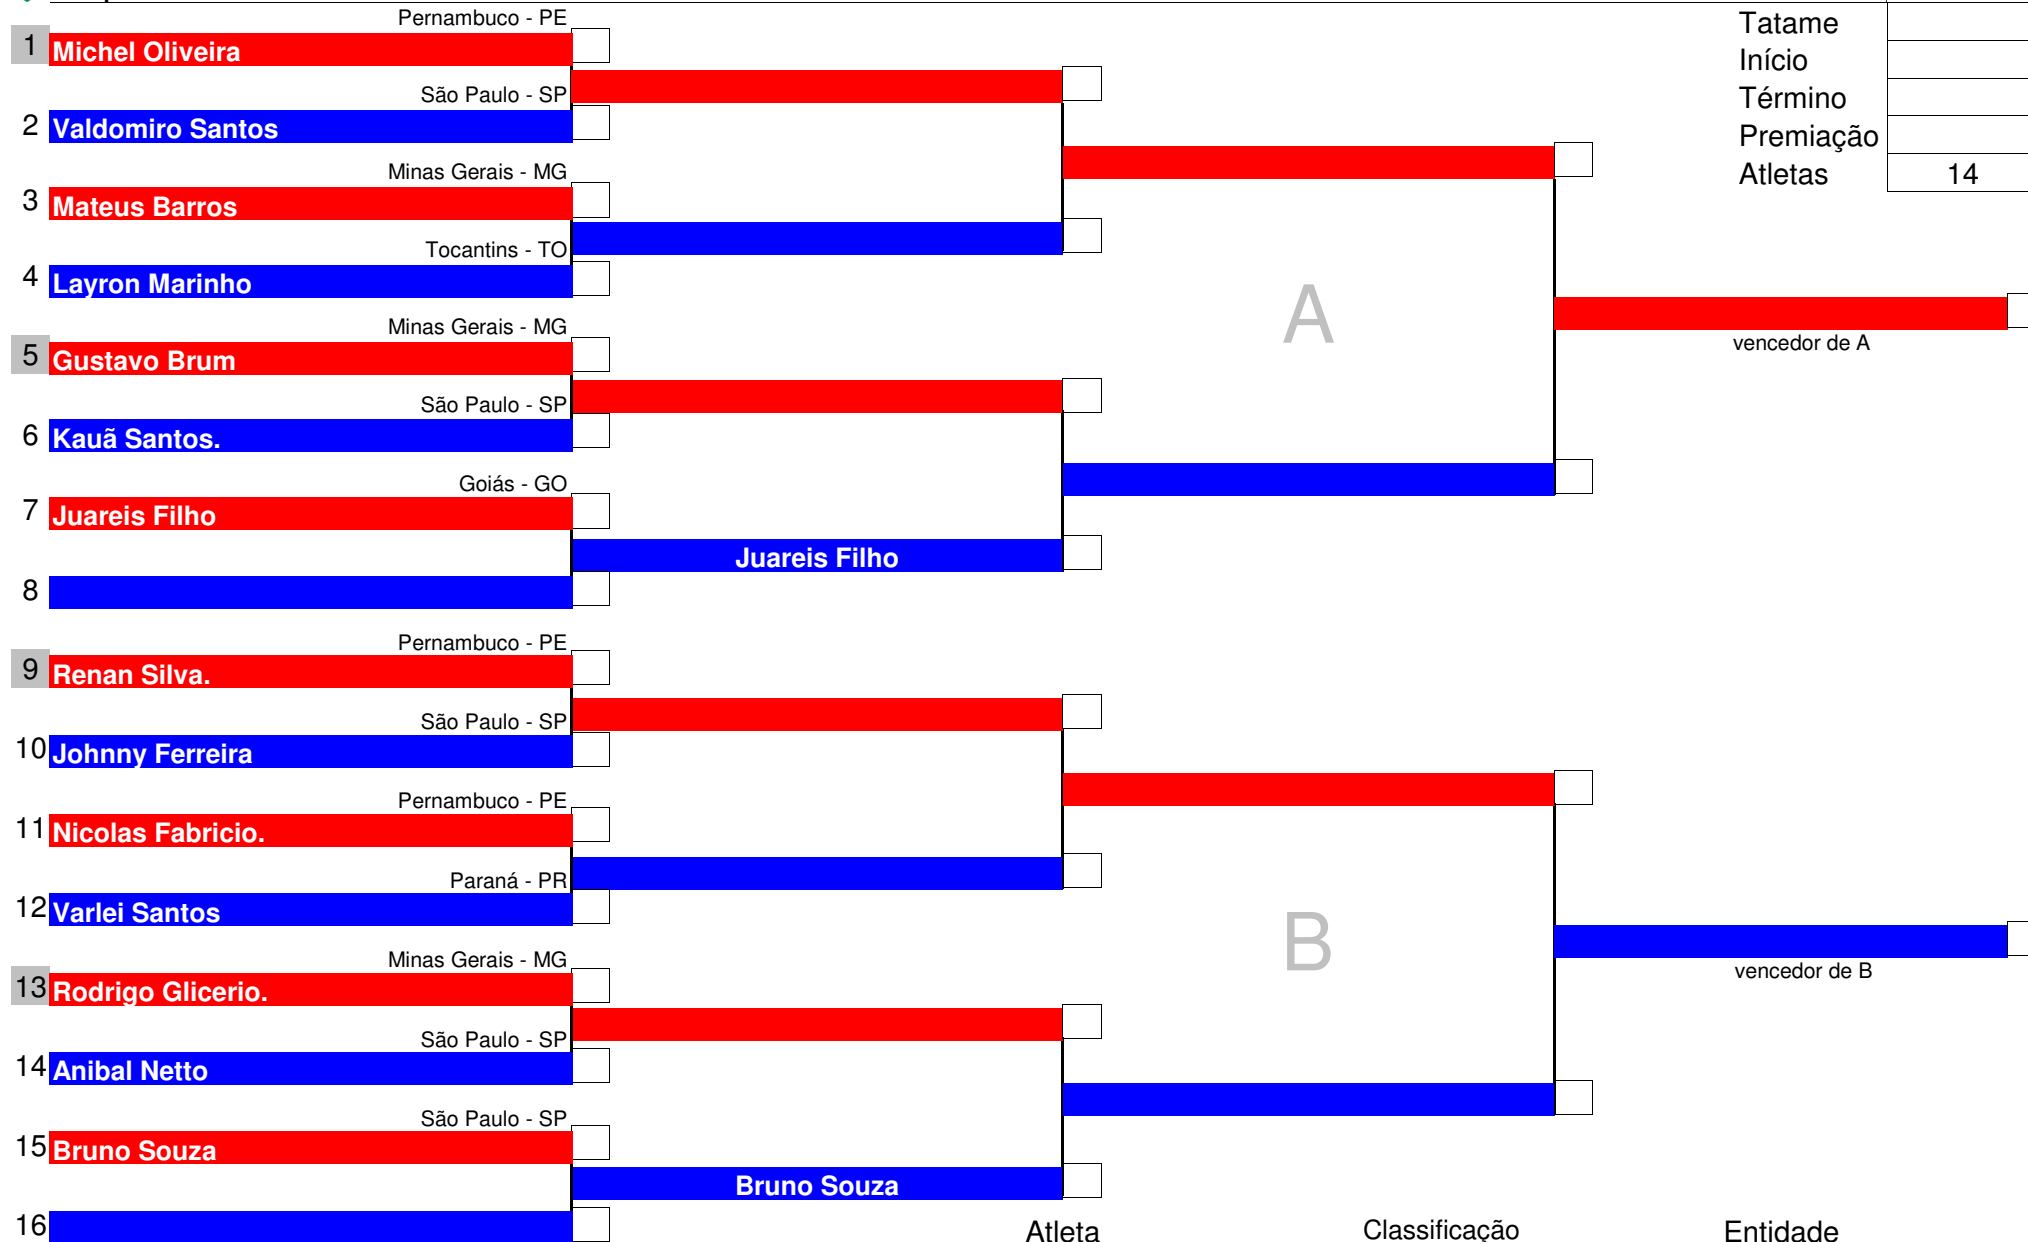 Pernambuco - PE
Tatame
1 Michel Oliveira
Início
São Paulo - SP
Término
2 Valdomiro Santos
Premiação
Minas Gerais - MG
Atletas 14
3 Mateus Barros
Tocantins - TO
4 Layron Marinho
A
Minas Gerais - MG
vencedor de A
5 Gustavo Brum
São Paulo - SP
6 Kauã Santos.
Goiás - GO
7 Juareis Filho
Juareis Filho
8
Pernambuco - PE
9 Renan Silva.
São Paulo - SP
10 Johnny Ferreira
Pernambuco - PE
11 Nicolas Fabricio.
Paraná - PR
12 Varlei Santos
B
Minas Gerais - MG
vencedor de B
13 Rodrigo Glicerio.
São Paulo - SP
14 Anibal Netto
São Paulo - SP
15 Bruno Souza
Bruno Souza
16
Atleta Classificação Entidade